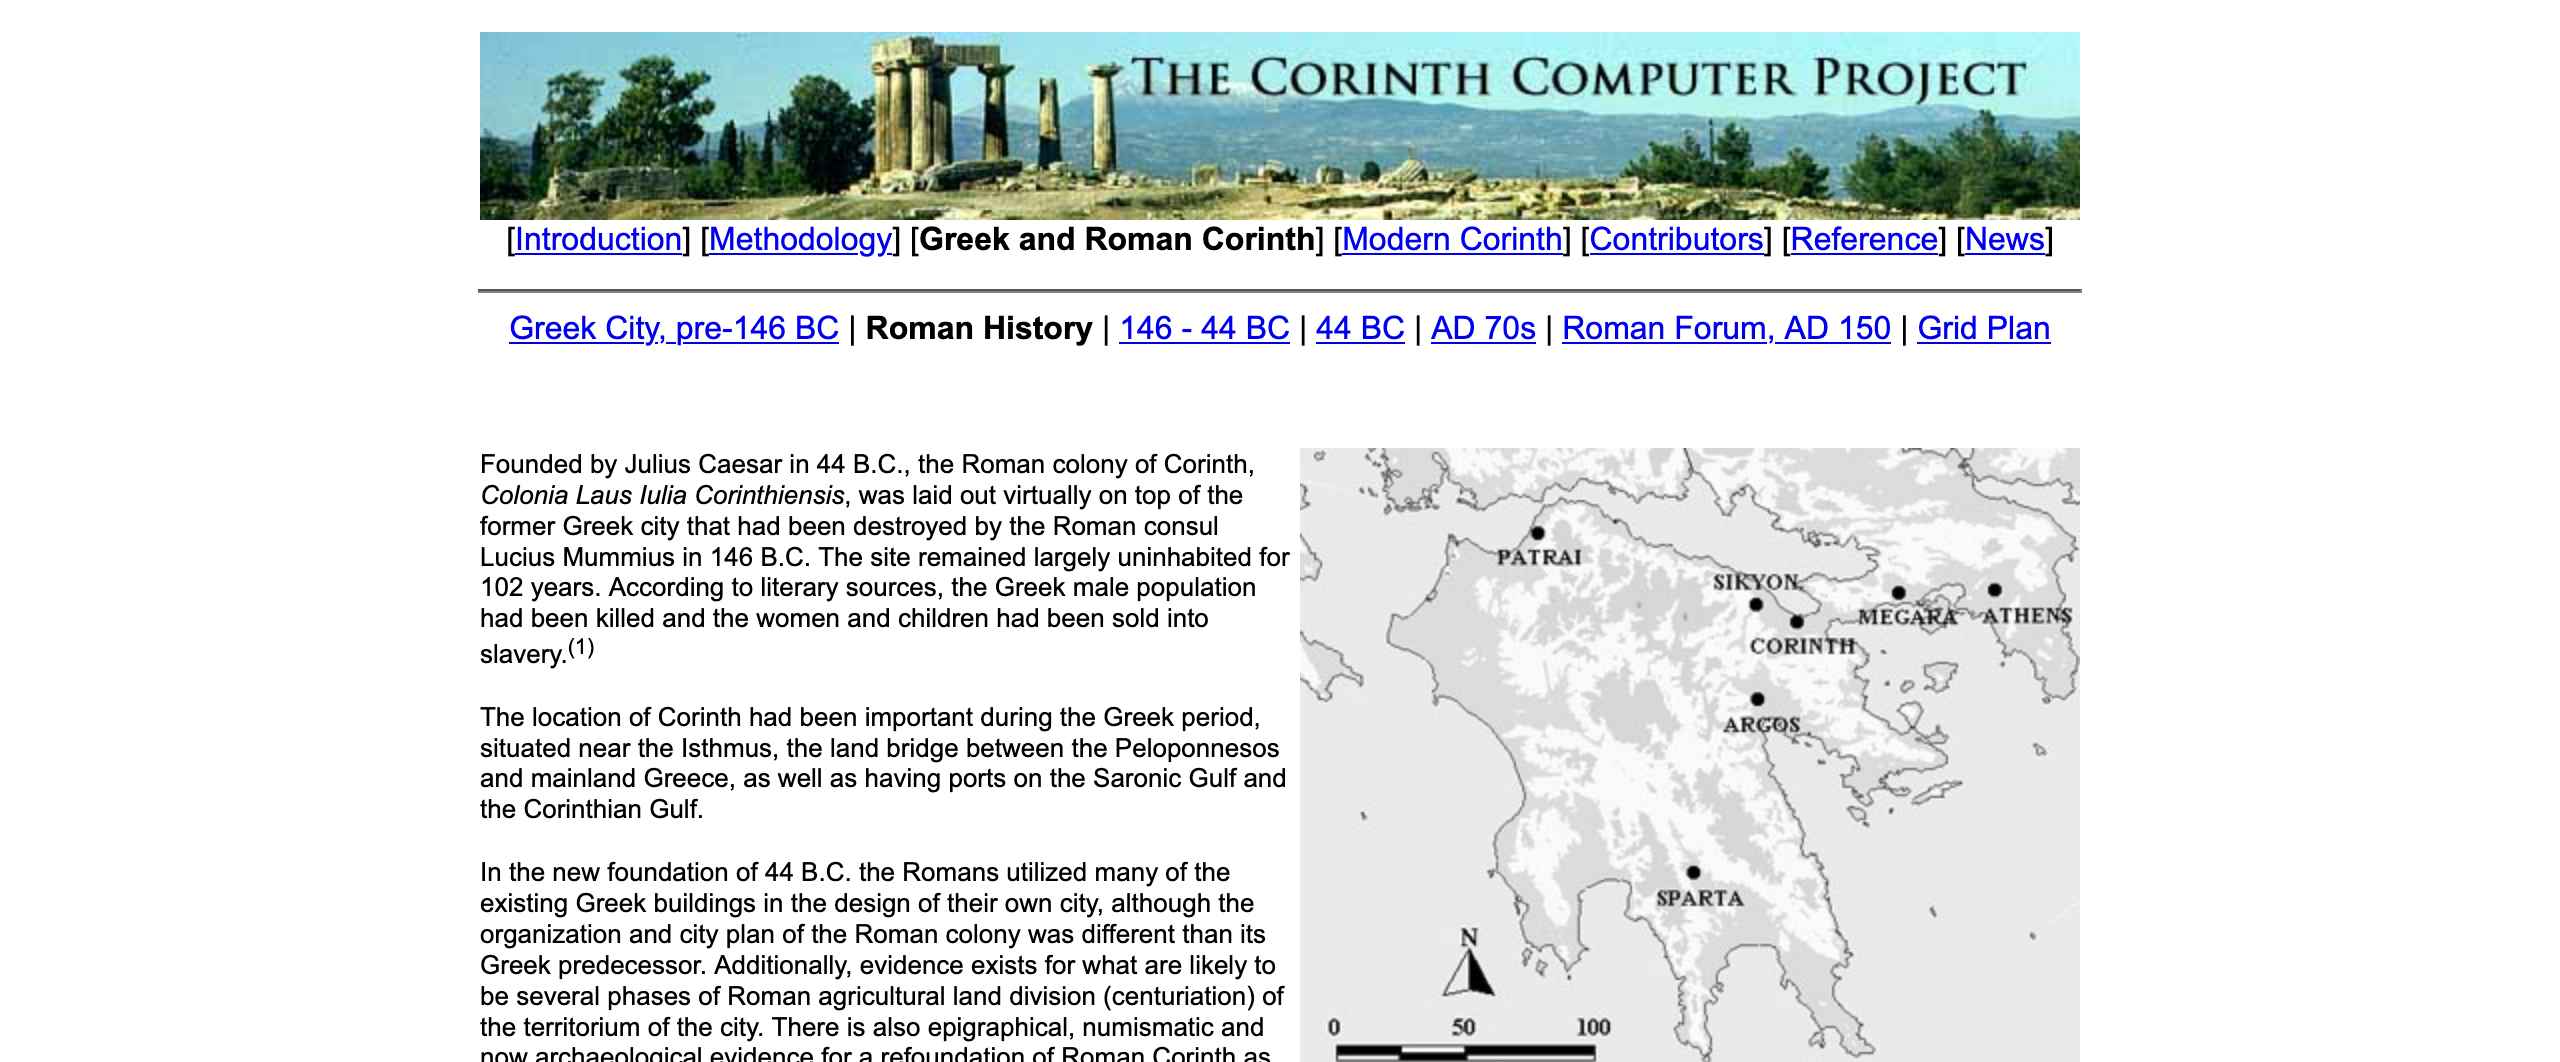 THE CORINTH COMPUTER PROJECT
[Introduction] [Methodology] [Greek and Roman Corinth] [Modern Corinth] [Contributors] [Reference] [News]
Greek City, pre-146 BC | Roman History | 146 - 44 BC | 44 BC | AD 70s | Roman Forum, AD 150 | Grid Plan
Founded by Julius Caesar in 44 B.C., the Roman colony of Corinth,
Colonia Laus Iulia Corinthiensis, was laid out virtually on top of the
former Greek city that had been destroyed by the Roman consul
Lucius Mummius in 146 B.C. The site remained largely uninhabited for
102 years. According to literary sources, the Greek male population
had been killed and the women and children had been sold into
slavery.(1)
The location of Corinth had been important during the Greek period,
situated near the Isthmus, the land bridge between the Peloponnesos
and mainland Greece, as well as having ports on the Saronic Gulf and
the Corinthian Gulf.
In the new foundation of 44 B.C. the Romans utilized many of the
existing Greek buildings in the design of their own city, although the
organization and city plan of the Roman colony was different than its
Greek predecessor. Additionally, evidence exists for what are likely to
be several phases of Roman agricultural land division (centuriation) of
the territorium of the city. There is also epigraphical, numismatic and
now archaeological evidence for a refoundation of Roman Corinth as
PATRAI
SIKYON
MEGARA
ATHENS
CORINTH
ARGOS
SPARTA
N
0 50 100